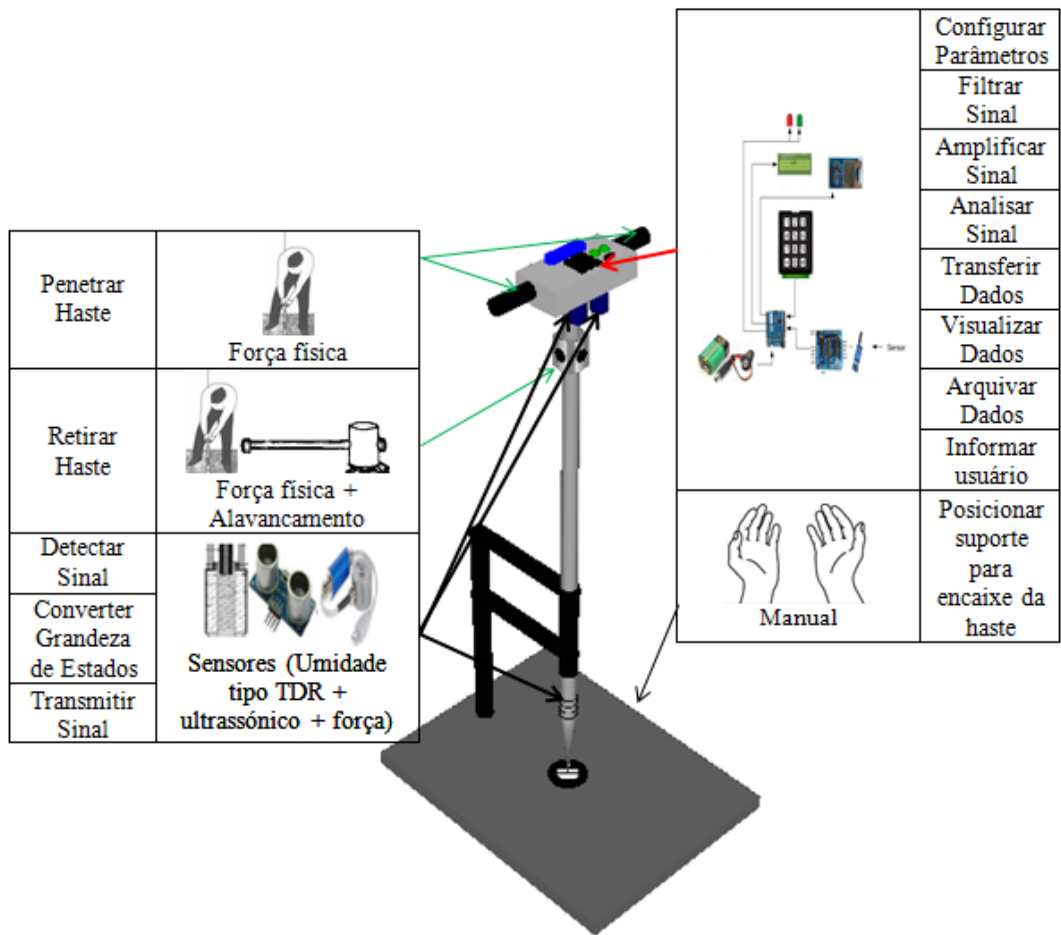 Penetrar
Haste
Força física
Retirar
Haste
Força física +
Alavancamento
Detectar
Sinal
Converter
Grandeza
de Estados
Transmitir
Sinal
Sensores (Umidade
tipo TDR +
ultrassónico + força)
Configurar
Parâmetros
Filtrar
Sinal
Amplificar
Sinal
Analisar
Sinal
Transferir
Dados
Visualizar
Dados
Arquivar
Dados
Informar
usuário
Sensor
Manual
Posicionar
suporte
para
encaixe da
haste